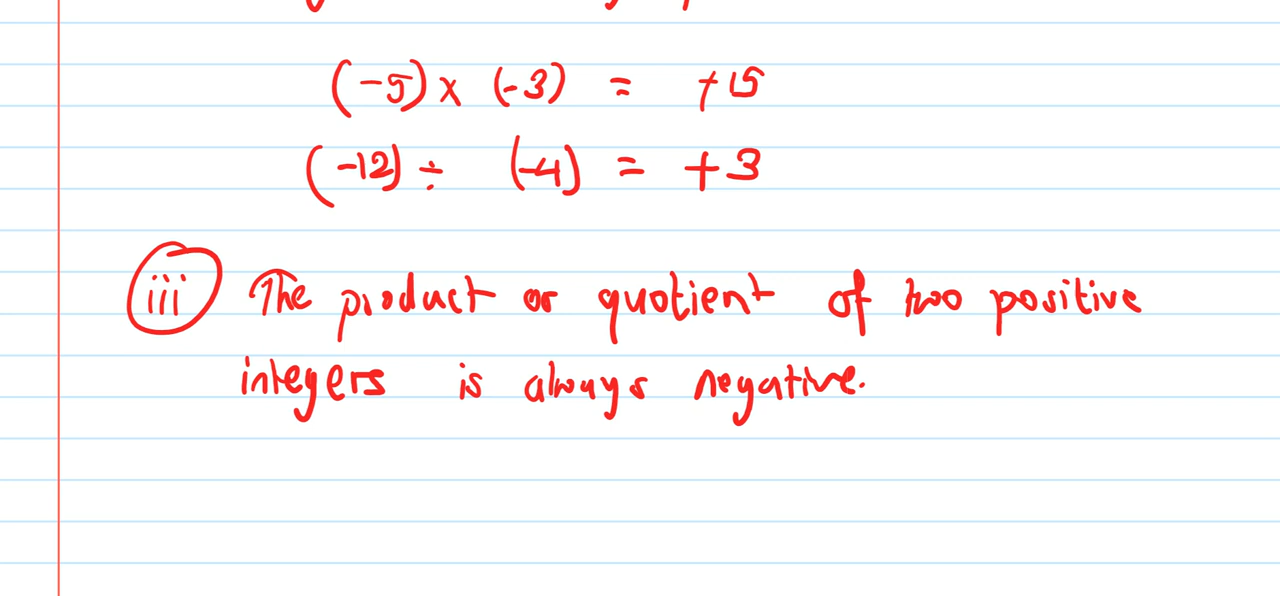 (-5) × (-3) = +15
(-12) ÷ (-4) = +3
iii The product or quotient of two positive
integers is always negative.